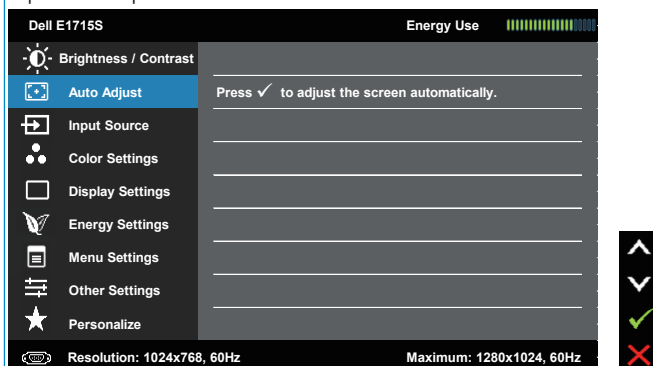 Dell E1715S Energy Use
Brightness / Contrast
Auto Adjust Press ✓ to adjust the screen automatically.
Input Source
Color Settings
Display Settings
Energy Settings
Menu Settings
Other Settings
Personalize
Resolution: 1024x768, 60Hz Maximum: 1280x1024, 60Hz